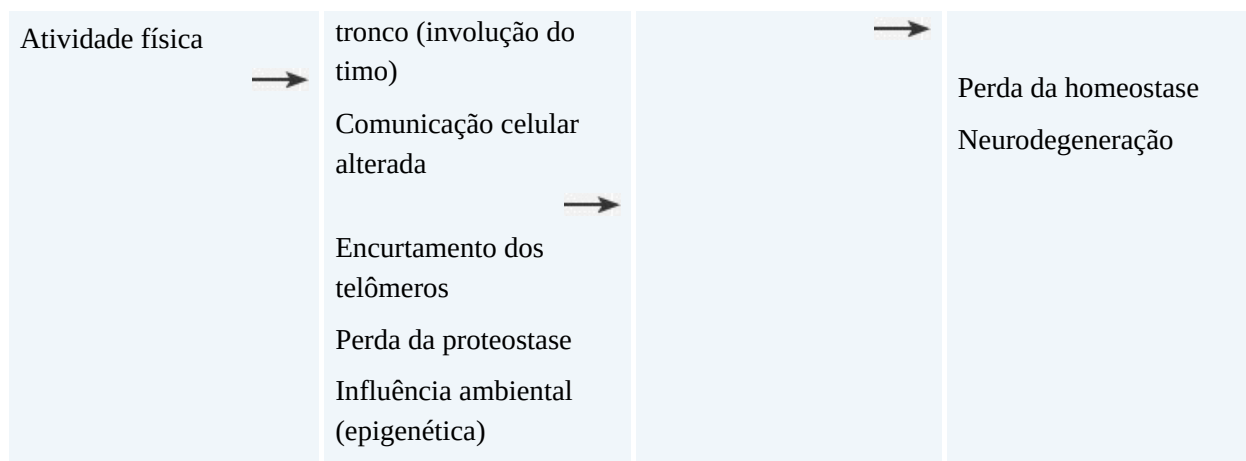 Atividade física
tronco (involução do
timo)
Comunicação celular
alterada
Encurtamento dos
telômeros
Perda da proteostase
Influência ambiental
(epigenética)
Perda da homeostase
Neurodegeneração